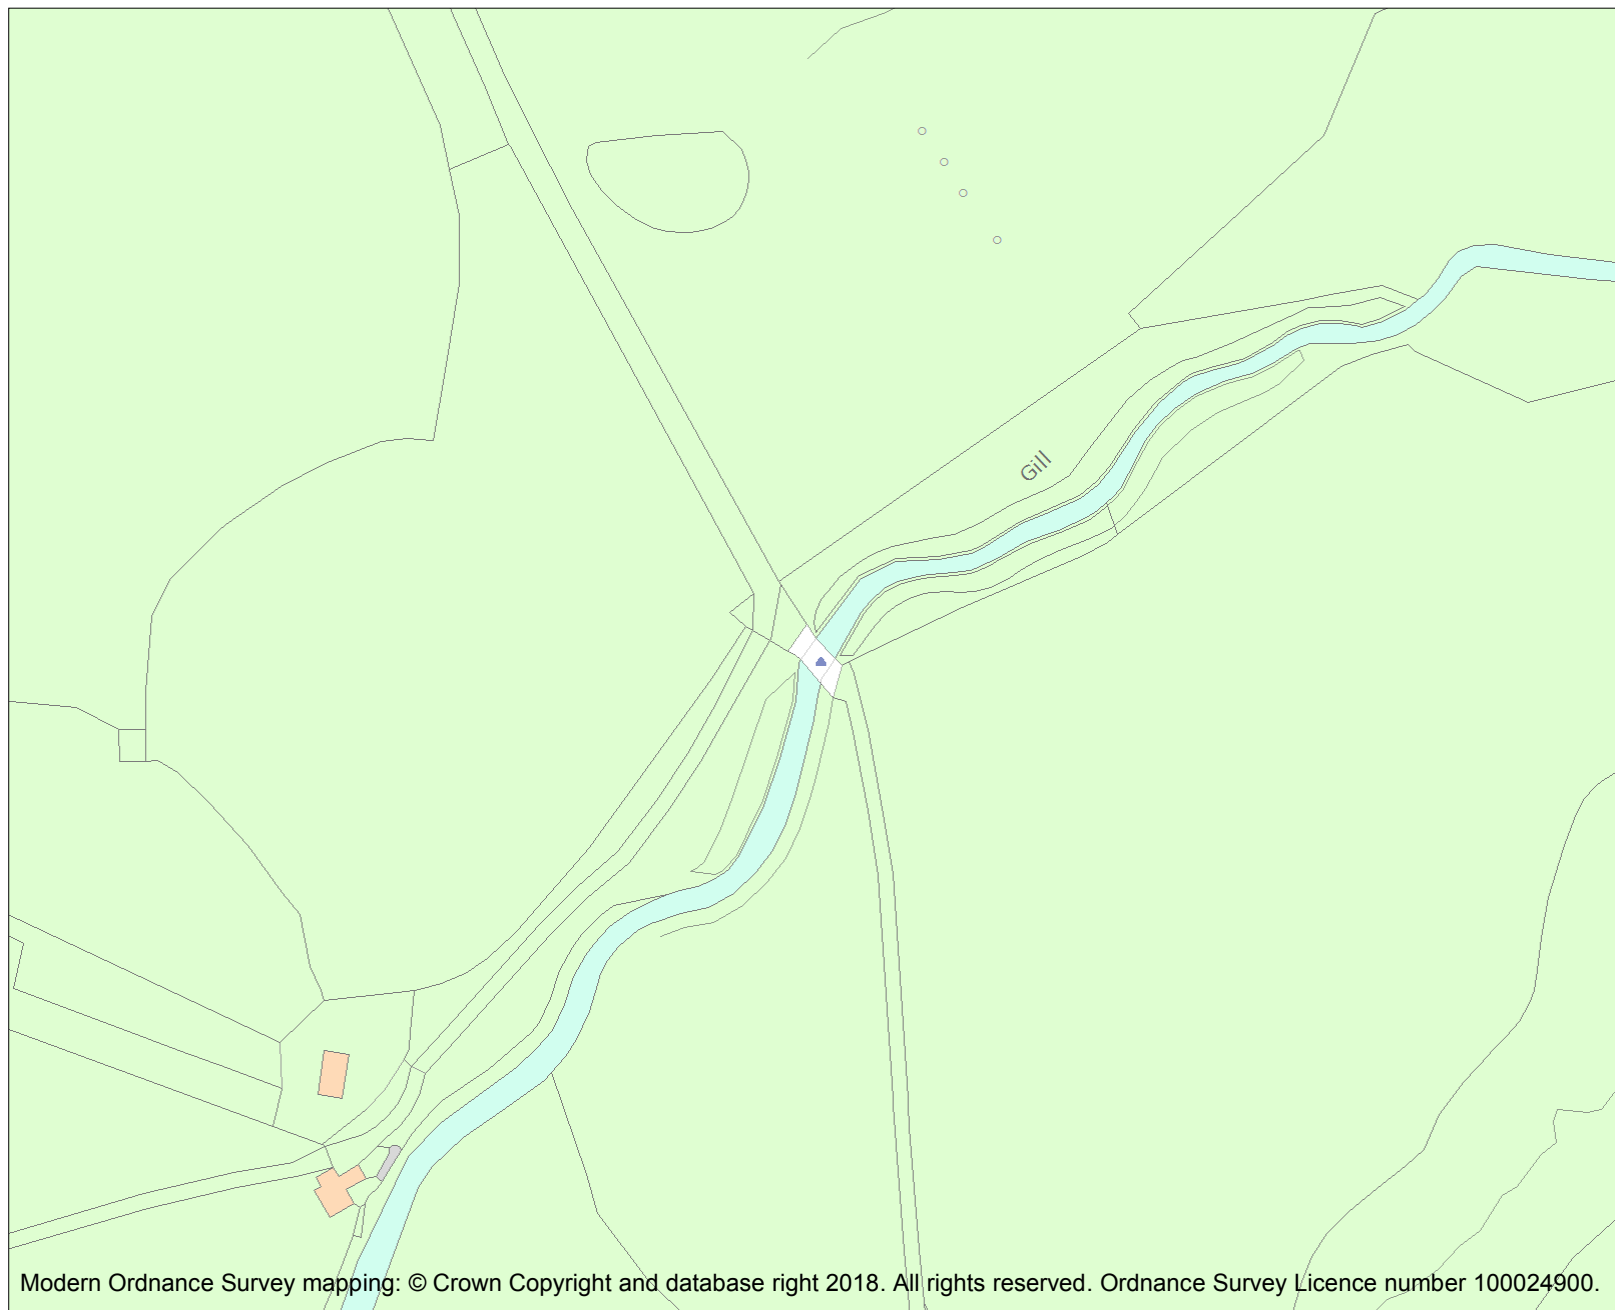 Gill
Modern Ordnance Survey mapping: © Crown Copyright and database right 2018. All rights reserved. Ordnance Survey Licence number 100024900.